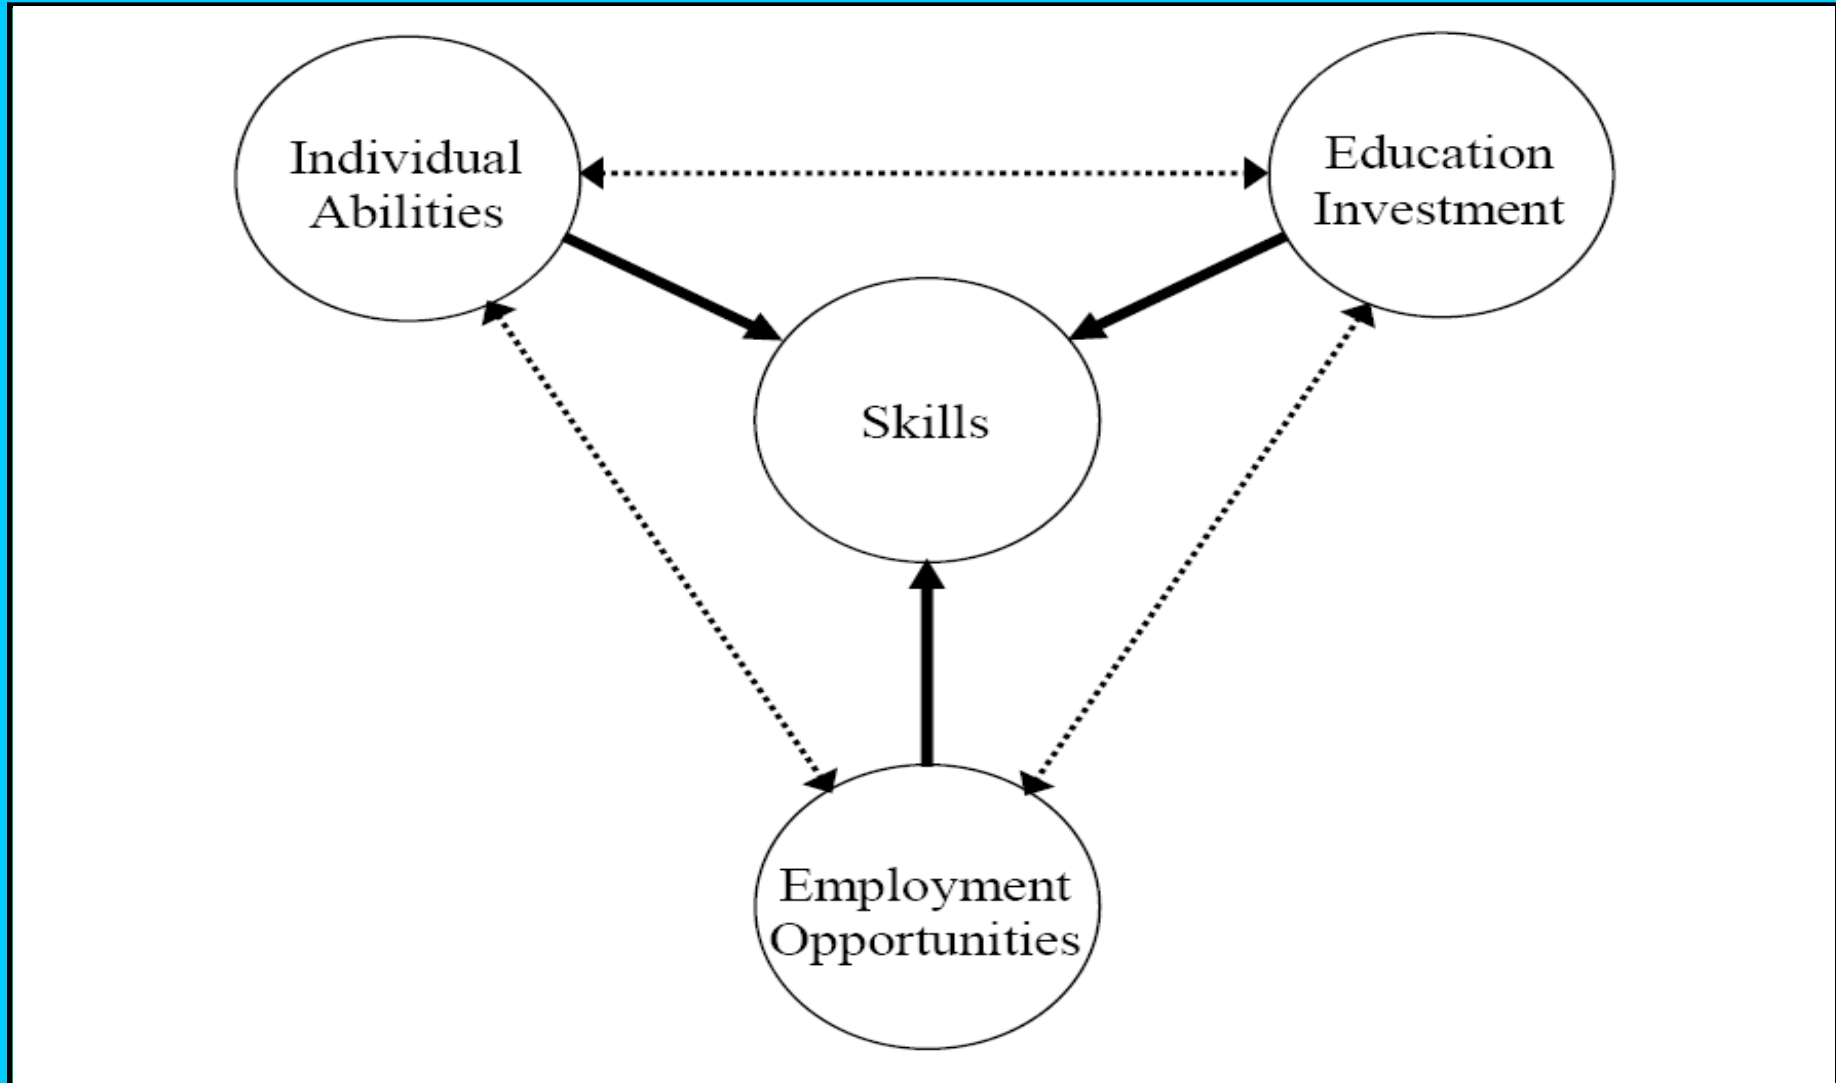 Individual
Abilities
Education
Investment
Skills
Employment
Opportunities